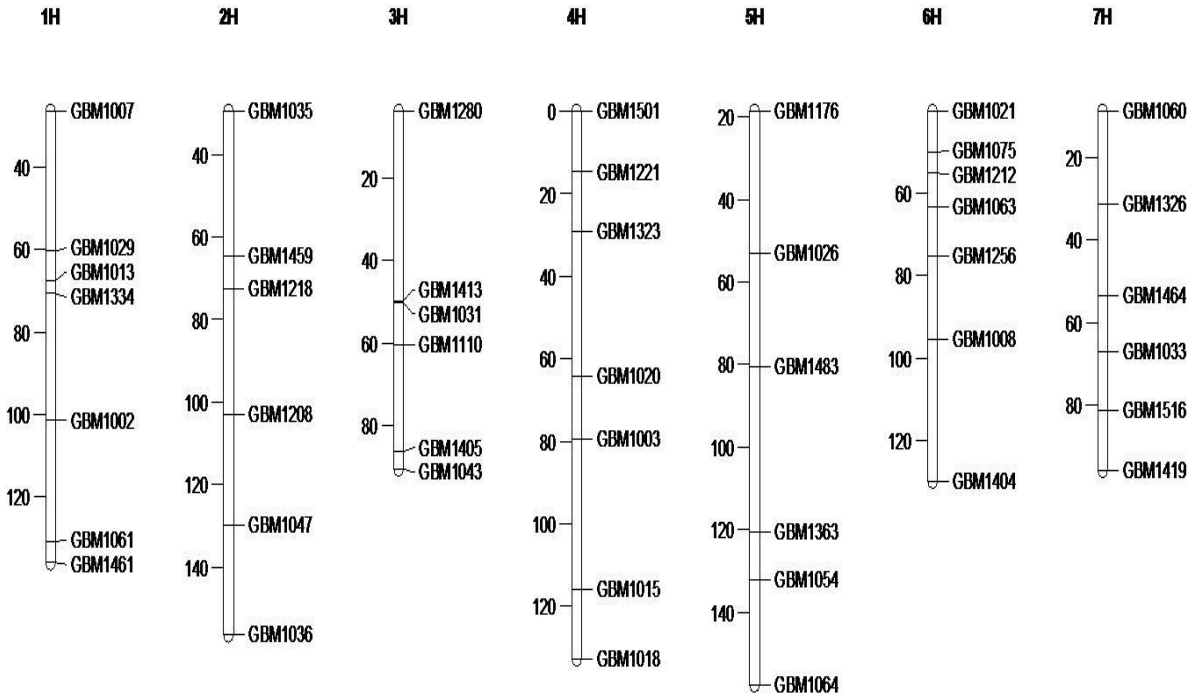 1H
GBM1007
40
60
GBM1029
GBM1013
GBM1334
80
100
GBM1002
120
GBM1061
GBM1461
2H
GBM1035
40
60
GBM1459
GBM1218
80
100
GBM1208
120
GBM1047
140
GBM1036
3H
GBM1280
20
40
GBM1413
GBM1031
60
GBM1110
80
GBM1405
GBM1043
4H
0
GBM1501
GBM1221
20
GBM1323
40
60
GBM1020
80
GBM1003
100
GBM1015
120
GBM1018
5H
20
GBM1176
40
GBM1026
60
80
GBM1483
100
120
GBM1363
GBM1054
140
GBM1064
6H
GBM1021
GBM1075
GBM1212
60
GBM1063
GBM1256
80
GBM1008
100
120
GBM1404
7H
GBM1060
20
GBM1326
40
GBM1464
60
GBM1033
80
GBM1516
GBM1419